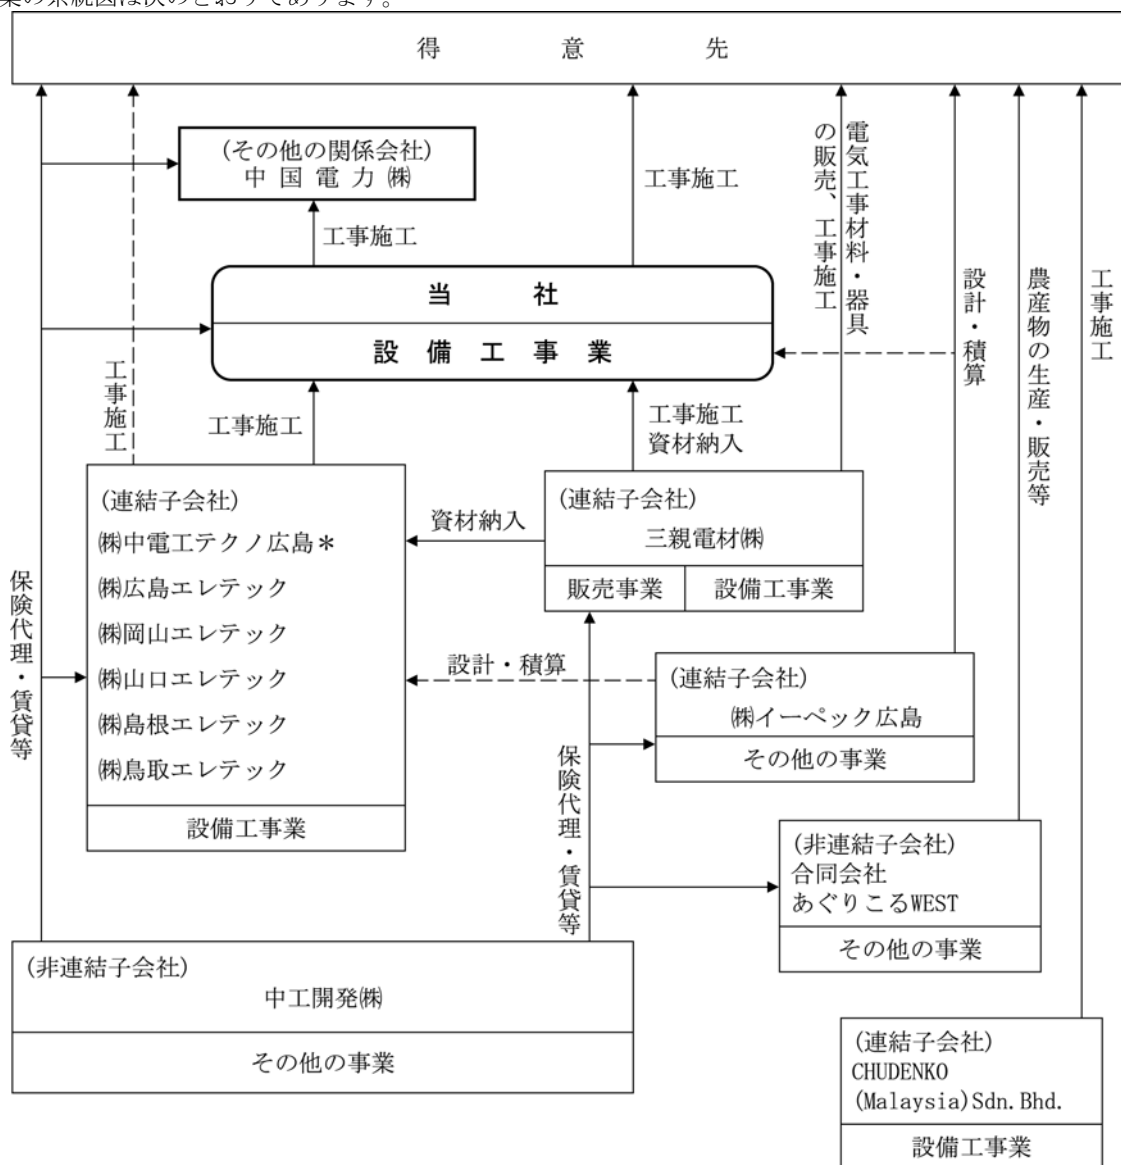 業の系統図は次のとおりであります。
得意先
(その他の関係会社)
中国電力㈱
工事施工
工事施工
電気工事材料・器具
の販売、工事施工
設計・積算
農産物の生産・販売等
工事施工
当社
設備工事業
工事施工
工事施工
工事施工
資材納入
(連結子会社)
㈱中電工テクノ広島＊
㈱広島エレテック
㈱岡山エレテック
㈱山口エレテック
㈱島根エレテック
㈱鳥取エレテック
設備工事業
資材納入
(連結子会社)
三親電材㈱
販売事業
設備工事業
保険代理・賃貸等
設計・積算
(連結子会社)
㈱イーペック広島
その他の事業
保険代理・賃貸等
(非連結子会社)
合同会社
あぐりこるWEST
その他の事業
(非連結子会社)
中工開発㈱
その他の事業
(連結子会社)
CHUDENKO
(Malaysia)Sdn.Bhd.
設備工事業